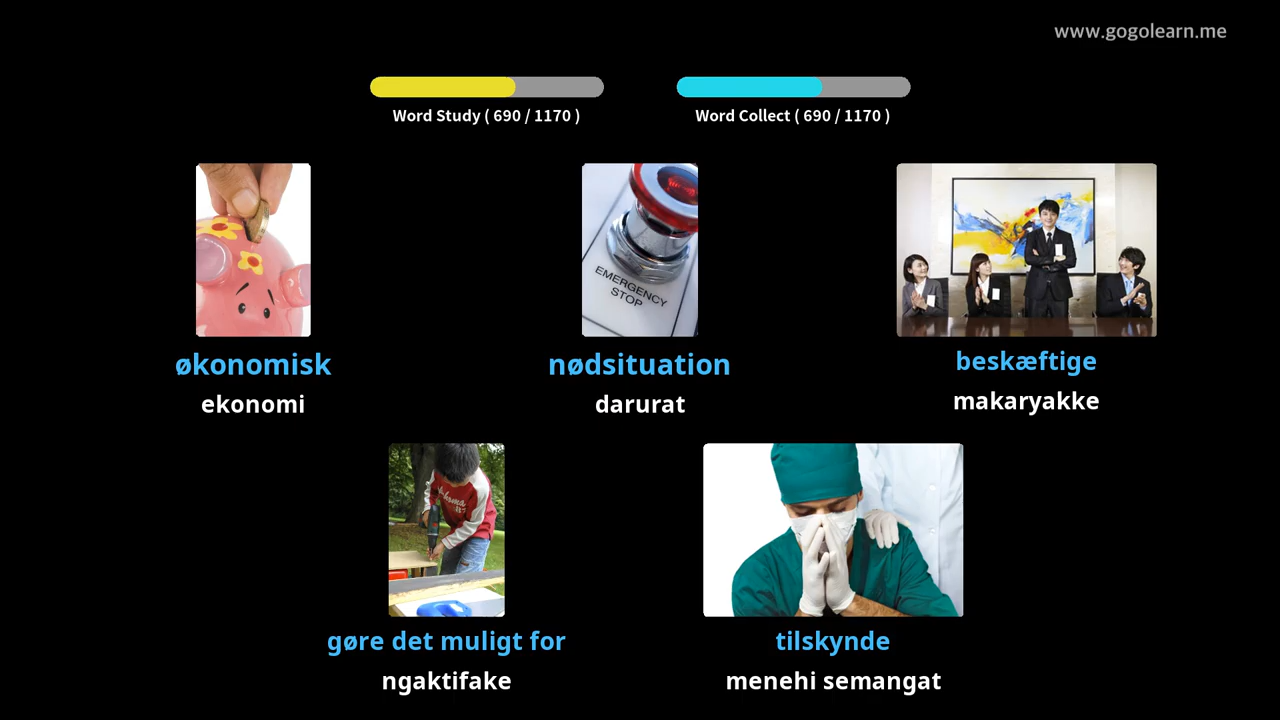 www.gogolearn.me
Word Study ( 690 / 1170 )
Word Collect ( 690 / 1170 )
EMERGENCY
STOP
økonomisk
ekonomi
nødsituation
darurat
beskæftige
makaryakke
gøre det muligt for
ngaktifake
tilskynde
menehi semangat